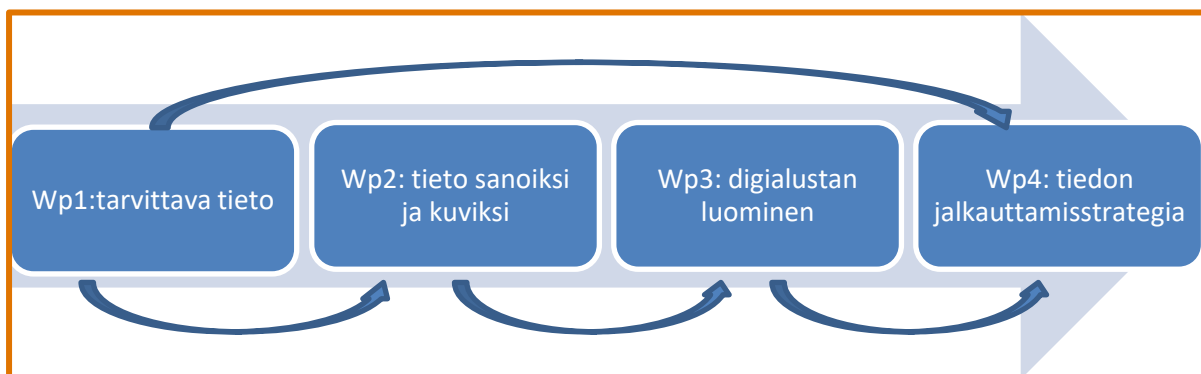 Wp1:tarvittava tieto
Wp2: tieto sanoiksi
ja kuviksi
Wp3: digialustan
luominen
Wp4: tiedon
jalkauttamisstrategia